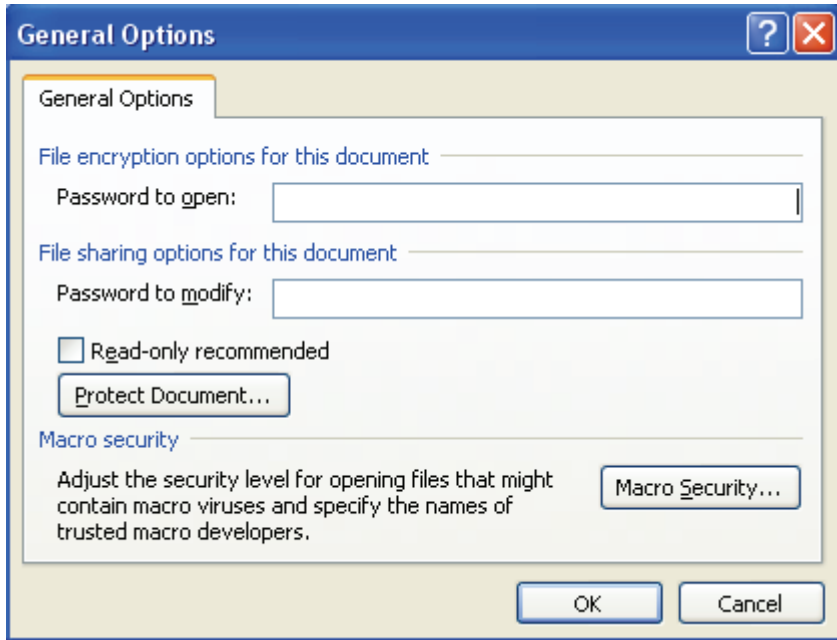 General Options
General Options
File encryption options for this document
Password to open:
File sharing options for this document
Password to modify:
Read-only recommended
Protect Document...
Macro security
Adjust the security level for opening files that might
contain macro viruses and specify the names of
trusted macro developers.
Macro Security...
OK
Cancel